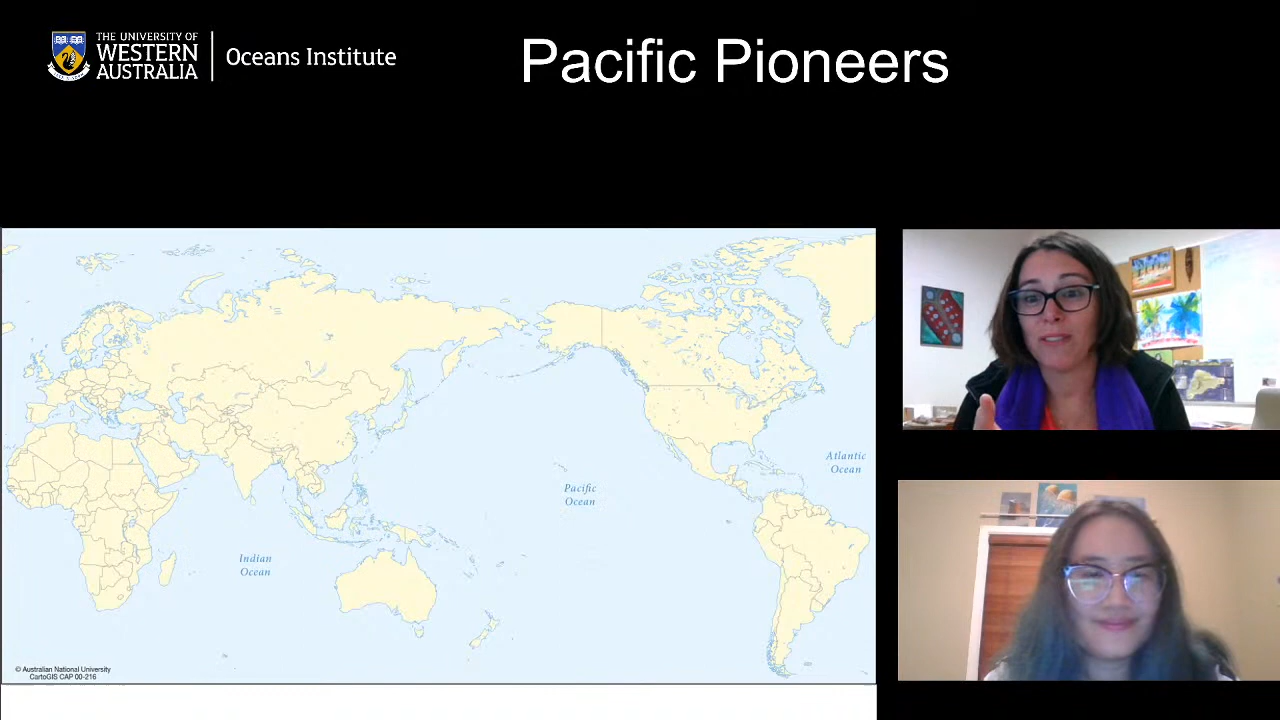 THE UNIVERSITY OF
WESTERN
AUSTRALIA
Oceans Institute
Pacific Pioneers
Atlantic
Ocean
Pacific
Ocean
Indian
Ocean
© Australian National University
CartoGIS CAP 00-216